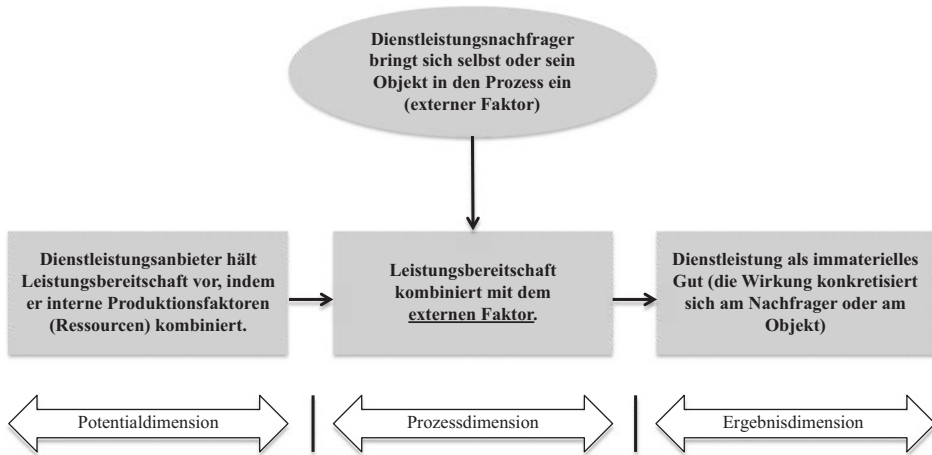 Dienstleistungsnachfrager
bringt sich selbst oder sein
Objekt in den Prozess ein
(externer Faktor)
Dienstleistungsanbieter hält
Leistungsbereitschaft vor, indem
er interne Produktionsfaktoren
(Ressourcen) kombiniert.
Leistungsbereitschaft
kombiniert mit dem
externen Faktor.
Dienstleistung als immaterielles
Gut (die Wirkung konkretisiert
sich am Nachfrager oder am
Objekt)
Potentialdimension
Prozessdimension
Ergebnisdimension